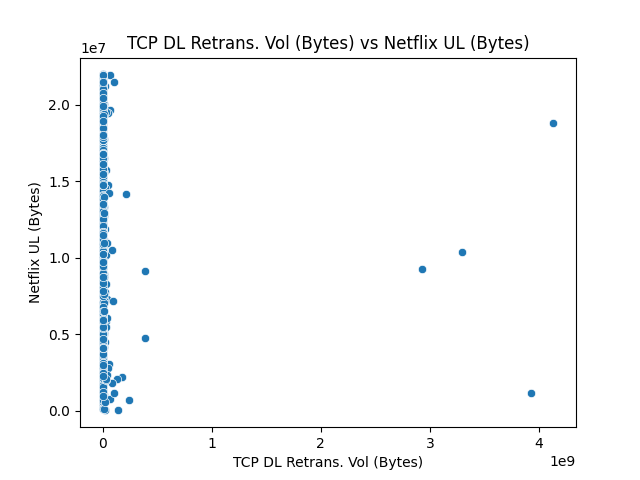 TCP DL Retrans. Vol (Bytes) vs Netflix UL (Bytes)
1e7
2.0
1.5
1.0
0.5
0.0
Netflix UL (Bytes)
0 1 2 3 4
1e9
TCP DL Retrans. Vol (Bytes)